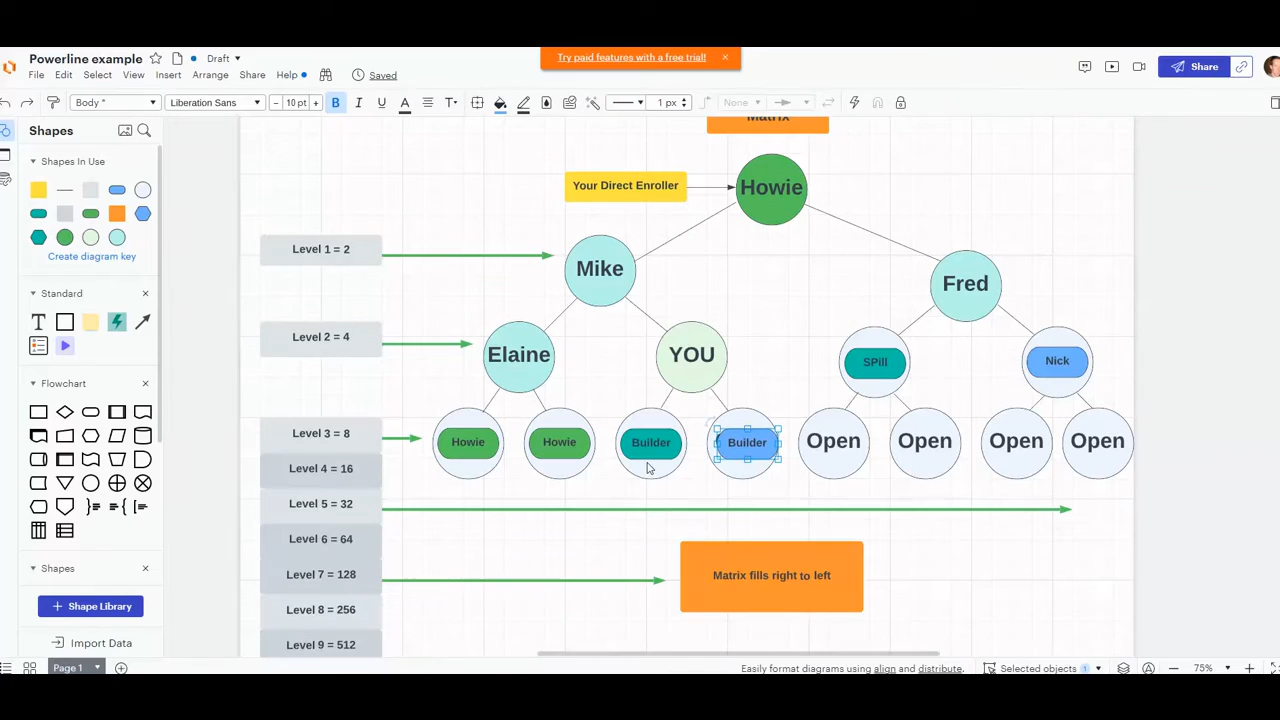 Powerline example
Draft
Try paid features with a free trial!
File Edit Select View Insert Arrange Share Help Saved
Share
Body
Liberation Sans
10 pt
B I U A T
1 px
None
Shapes
Shapes In Use
Create diagram key
Standard
T
Flowchart
Shapes
+ Shape Library
Import Data
Matrix
Your Direct Enroller
Howie
Level 1 = 2
Mike
Fred
Level 2 = 4
Elaine
YOU
SPill
Nick
Level 3 = 8
Howie
Howie
Builder
Builder
Open
Open
Open
Open
Level 4 = 16
Level 5 = 32
Level 6 = 64
Level 7 = 128
Matrix fills right to left
Level 8 = 256
Level 9 = 512
Page 1
Easily format diagrams using align and distribute.
Selected objects 1
75%